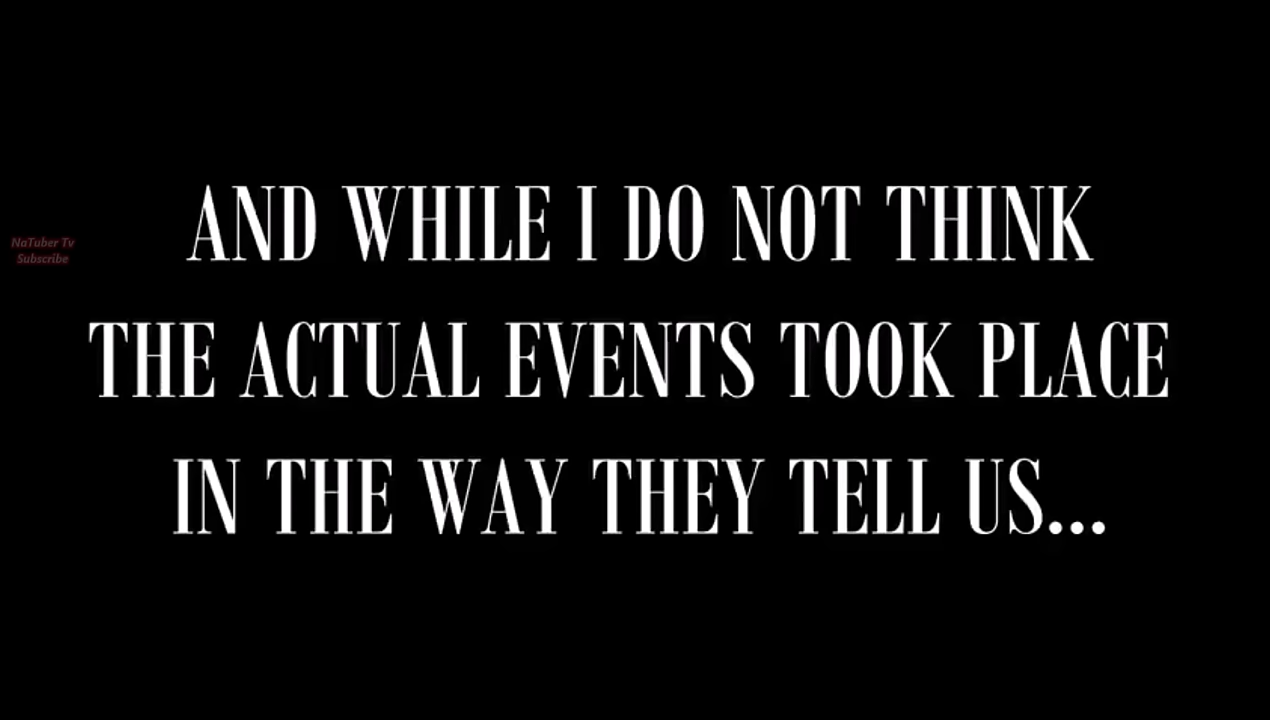 NaTuber Tv
Subscribe
AND WHILE I DO NOT THINK
THE ACTUAL EVENTS TOOK PLACE
IN THE WAY THEY TELL US...